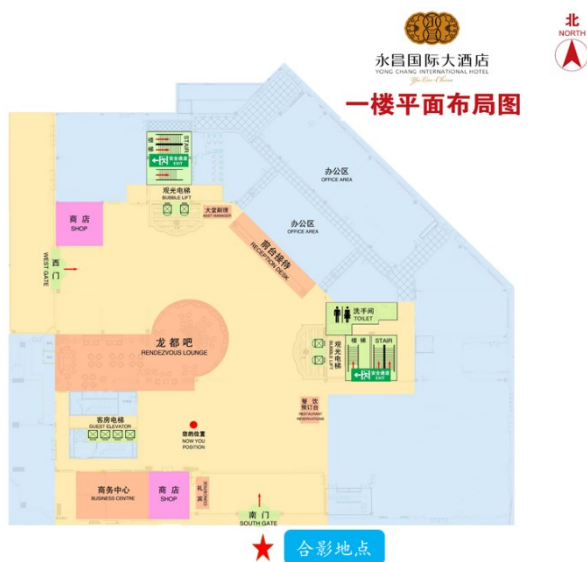 北
NORTH
永昌国际大酒店
YONG CHANG INTERNATIONAL HOTEL
一楼平面布局图
楼梯
STAIR
安全通道
EXIT
观光电梯
BUBBLE LIFT
大堂副理
办公区
OFFICE AREA
办公区
OFFICE AREA
商店
SHOP
前台接待
RECEPTION DESK
西门
WEST GATE
洗手间
TOILET
龙都吧
RENDEZVOUS LOUNGE
观光电梯
BUBBLE LIFT
楼梯
STAIR
安全通道
EXIT
客房电梯
GUEST ELEVATOR
餐饮
预订台
RESTAURANT
RESERVATIONS
您的位置
NOW YOU
POSITION
商务中心
BUSINESS CENTRE
商店
SHOP
礼宾
南门
SOUTH GATE
合影地点